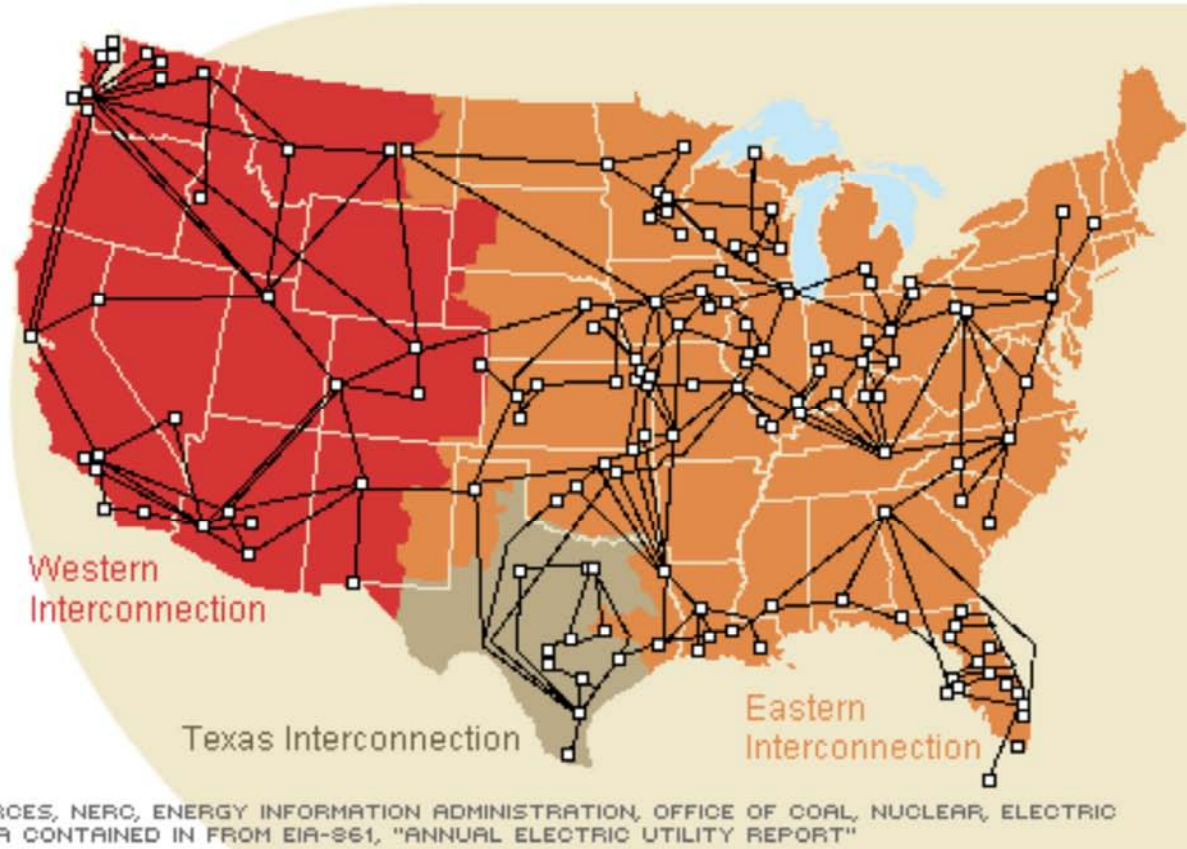 Western
Interconnection
Texas Interconnection
Eastern
Interconnection
RCES, NERC, ENERGY INFORMATION ADMINISTRATION, OFFICE OF COAL, NUCLEAR, ELECTRIC
A CONTAINED IN FROM EIA-861, "ANNUAL ELECTRIC UTILITY REPORT"